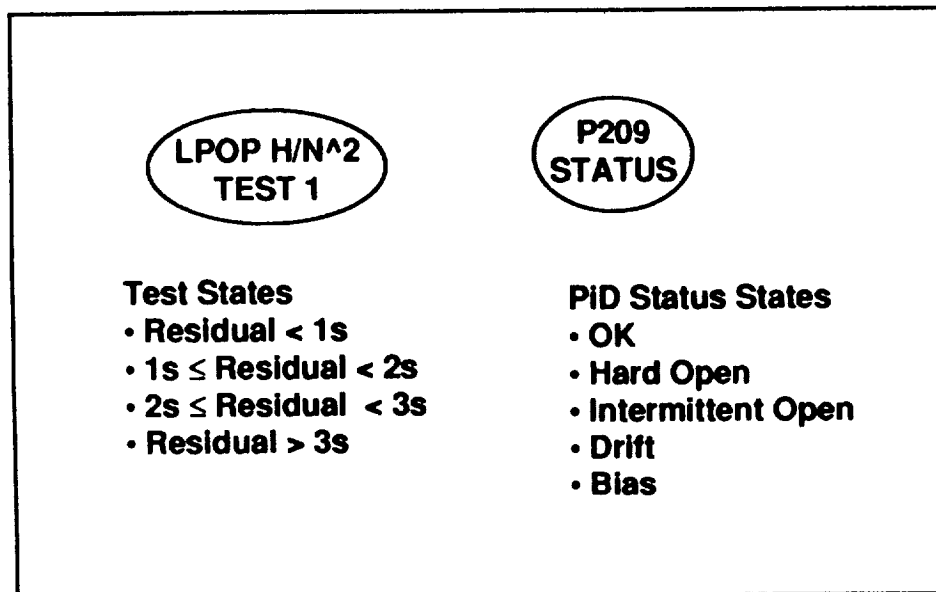 LPOP H/N^2
TEST 1
P209
STATUS
Test States
• Residual < 1s
• 1s ≤ Residual < 2s
• 2s ≤ Residual < 3s
• Residual > 3s
PID Status States
• OK
• Hard Open
• Intermittent Open
• Drift
• Bias